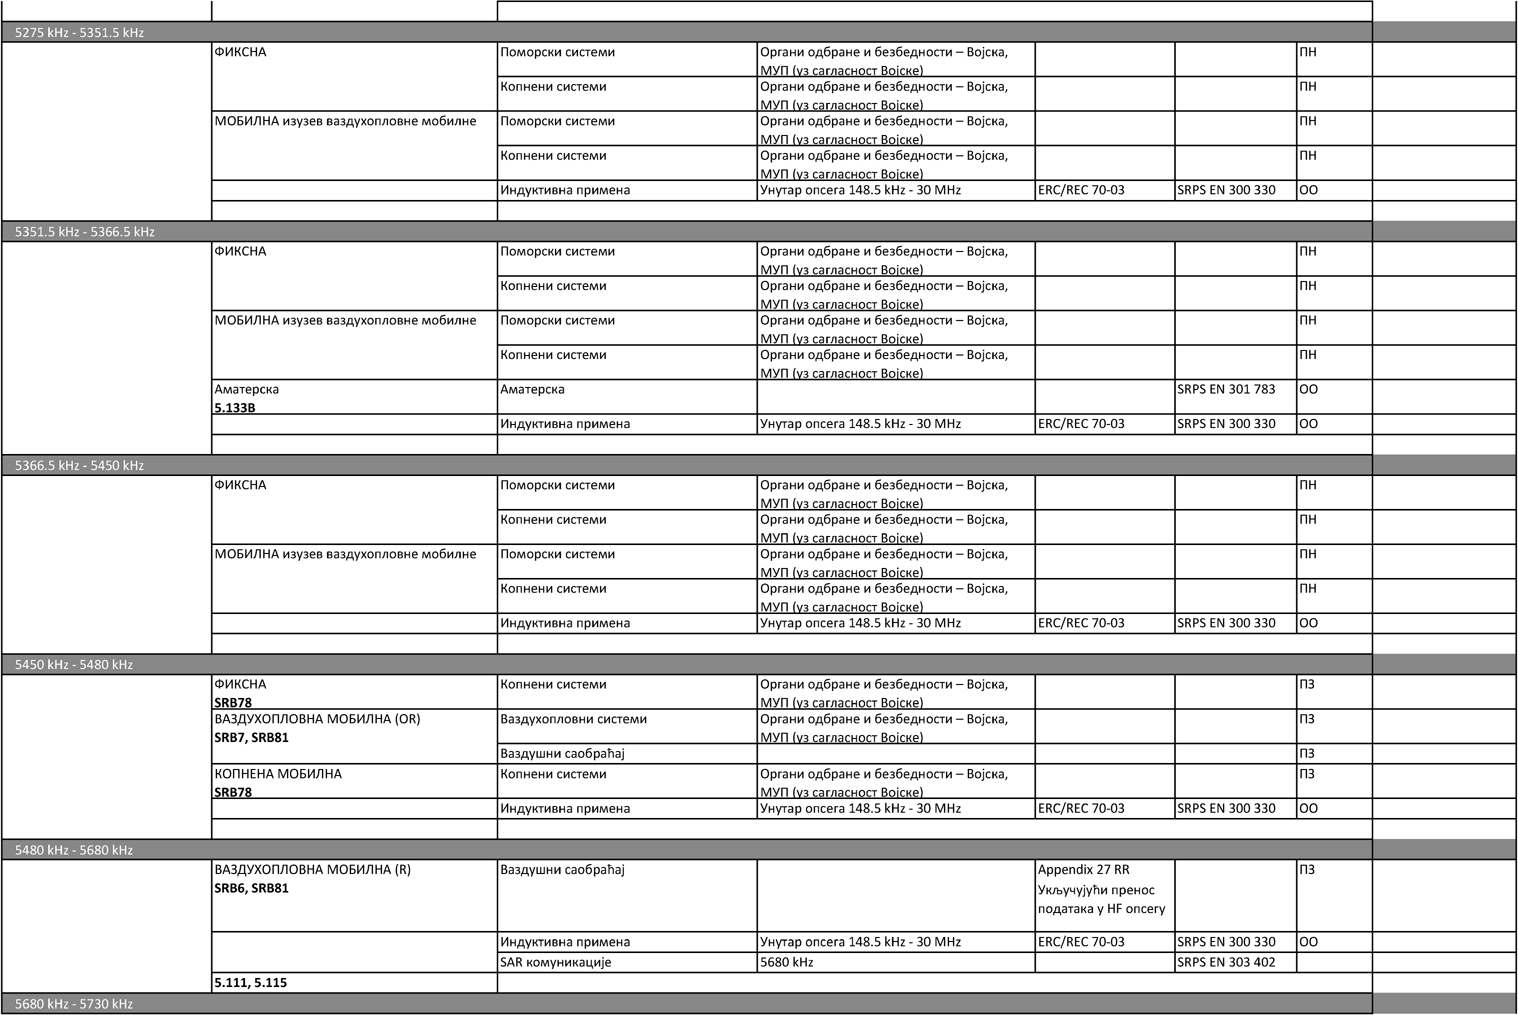 5275 kHz - 5351.5 kHz
ФИКСНА Поморски системи Органи одбране и безбедности – Војска, ПН
МУП (уз сагласност Војске)
Копнени системи Органи одбране и безбедности – Војска, ПН
МУП (уз сагласност Војске)
МОБИЛНА изузев ваздухопловне мобилне Поморски системи Органи одбране и безбедности – Војска, ПН
МУП (уз сагласност Војске)
Копнени системи Органи одбране и безбедности – Војска, ПН
МУП (уз сагласност Војске)
Индуктивна примена Унутар опсега 148.5 kHz - 30 MHz ERC/REC 70-03 SRPS EN 300 330 ОО
5351.5 kHz - 5366.5 kHz
ФИКСНА Поморски системи Органи одбране и безбедности – Војска, ПН
МУП (уз сагласност Војске)
Копнени системи Органи одбране и безбедности – Војска, ПН
МУП (уз сагласност Војске)
МОБИЛНА изузев ваздухопловне мобилне Поморски системи Органи одбране и безбедности – Војска, ПН
МУП (уз сагласност Војске)
Копнени системи Органи одбране и безбедности – Војска, ПН
МУП (уз сагласност Војске)
Аматерска Аматерска SRPS EN 301 783 ОО
5.133B
Индуктивна примена Унутар опсега 148.5 kHz - 30 MHz ERC/REC 70-03 SRPS EN 300 330 ОО
5366.5 kHz - 5450 kHz
ФИКСНА Поморски системи Органи одбране и безбедности – Војска, ПН
МУП (уз сагласност Војске)
Копнени системи Органи одбране и безбедности – Војска, ПН
МУП (уз сагласност Војске)
МОБИЛНА изузев ваздухопловне мобилне Поморски системи Органи одбране и безбедности – Војска, ПН
МУП (уз сагласност Војске)
Копнени системи Органи одбране и безбедности – Војска, ПН
МУП (уз сагласност Војске)
Индуктивна примена Унутар опсега 148.5 kHz - 30 MHz ERC/REC 70-03 SRPS EN 300 330 ОО
5450 kHz - 5480 kHz
ФИКСНА Копнени системи Органи одбране и безбедности – Војска, ПЗ
SRB78 МУП (уз сагласност Војске)
ВАЗДУХОПЛОВНА МОБИЛНА (OR) Ваздухопловни системи Органи одбране и безбедности – Војска, ПЗ
SRB7, SRB81 МУП (уз сагласност Војске)
Ваздушни саобраћај ПЗ
КОПНЕНА МОБИЛНА Копнени системи Органи одбране и безбедности – Војска, ПЗ
SRB78 МУП (уз сагласност Војске)
Индуктивна примена Унутар опсега 148.5 kHz - 30 MHz ERC/REC 70-03 SRPS EN 300 330 ОО
5480 kHz - 5680 kHz
ВАЗДУХОПЛОВНА МОБИЛНА (R) Ваздушни саобраћај Appendix 27 RR ПЗ
SRB6, SRB81 Укључујући пренос
података у HF опсегу
Индуктивна примена Унутар опсега 148.5 kHz - 30 MHz ERC/REC 70-03 SRPS EN 300 330 ОО
SAR комуникације 5680 kHz SRPS EN 303 402
5.111, 5.115
5680 kHz - 5730 kHz